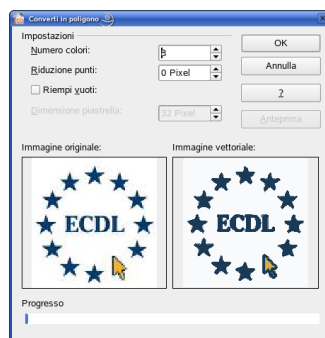 Converti in poligono
Impostazioni
Numero colori:
8
OK
Riduzione punti:
0 Pixel
Annulla
Riempi vuoti:
?
Dimensione piastrella:
32 Pixel
Anteprima
Immagine originale:
Immagine vettoriale:
ECDL
ECDL
Progresso